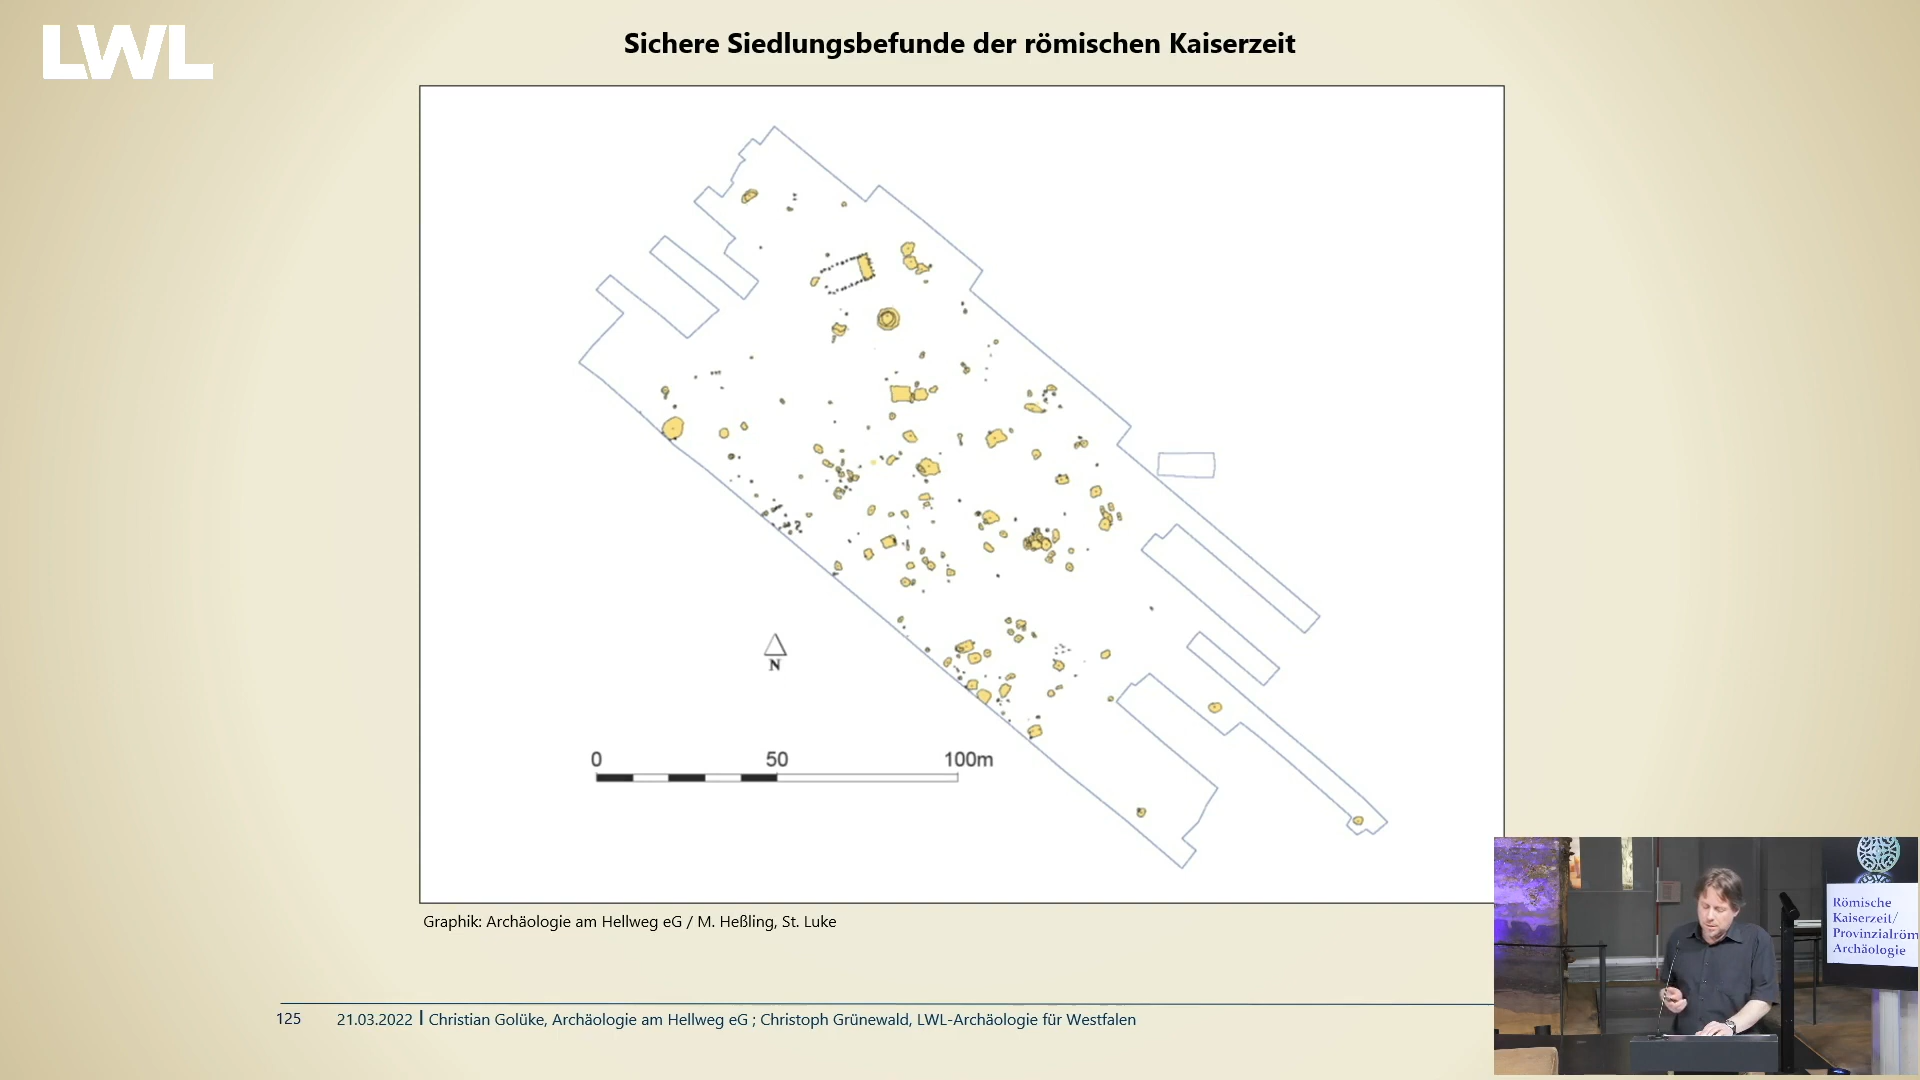 LWL
Sichere Siedlungsbefunde der römischen Kaiserzeit
N
0 50 100m
Graphik: Archäologie am Hellweg eG / M. Heßling, St. Luke
125 21.03.2022 | Christian Golüke, Archäologie am Hellweg eG ; Christoph Grünewald, LWL-Archäologie für Westfalen
Römische
Kaiserzeit/
Provinzialröm
Archäologie